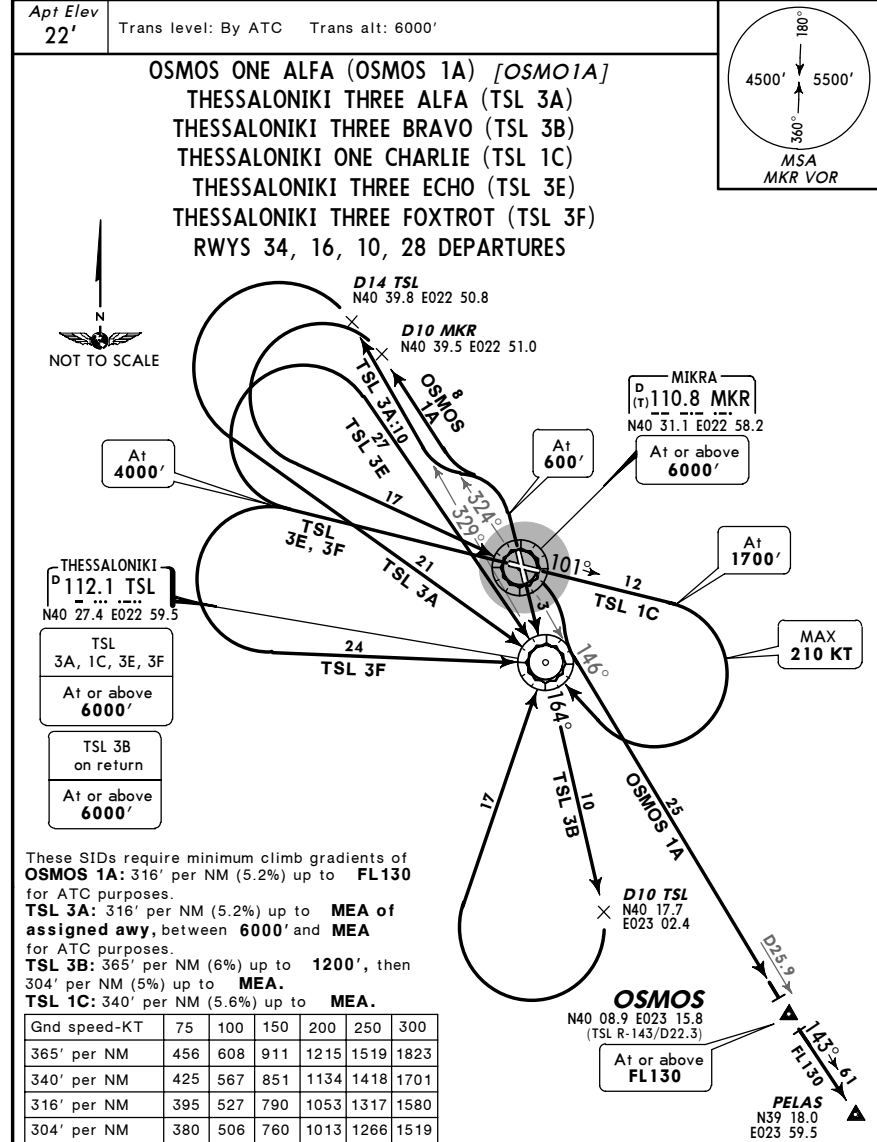 Apt Elev
22'
Trans level: By ATC Trans alt: 6000'
180°
4500' 5500'
360°
MSA
MKR VOR
OSMOS ONE ALFA (OSMOS 1A) [OSMO1A]
THESSALONIKI THREE ALFA (TSL 3A)
THESSALONIKI THREE BRAVO (TSL 3B)
THESSALONIKI ONE CHARLIE (TSL 1C)
THESSALONIKI THREE ECHO (TSL 3E)
THESSALONIKI THREE FOXTROT (TSL 3F)
RWYS 34, 16, 10, 28 DEPARTURES
N
NOT TO SCALE
D14 TSL
N40 39.8 E022 50.8
D10 MKR
N40 39.5 E022 51.0
8
OSMOS
1A
TSL 3A:10
27
TSL 3E
MIKRA
D
(T) 110.8 MKR
N40 31.1 E022 58.2
At or above
6000'
At
600'
At
4000'
17
324°
329°
TSL
3E, 3F
21
TSL 3A
101°
12
TSL 1C
At
1700'
MAX
210 KT
3
146°
THESSALONIKI
D 112.1 TSL
N40 27.4 E022 59.5
TSL
3A, 1C, 3E, 3F
At or above
6000'
TSL 3B
on return
At or above
6000'
24
TSL 3F
164°
17
10
TSL 3B
25
OSMOS 1A
D10 TSL
N40 17.7
E023 02.4
D25.9
OSMOS
N40 08.9 E023 15.8
(TSL R-143/D22.3)
At or above
FL130
143°
61
FL130
PELAS
N39 18.0
E023 59.5
These SIDs require minimum climb gradients of
OSMOS 1A: 316' per NM (5.2%) up to FL130
for ATC purposes.
TSL 3A: 316' per NM (5.2%) up to MEA of
assigned awy, between 6000' and MEA
for ATC purposes.
TSL 3B: 365' per NM (6%) up to 1200', then
304' per NM (5%) up to MEA.
TSL 1C: 340' per NM (5.6%) up to MEA.
Gnd speed-KT 75 100 150 200 250 300
365' per NM 456 608 911 1215 1519 1823
340' per NM 425 567 851 1134 1418 1701
316' per NM 395 527 790 1053 1317 1580
304' per NM 380 506 760 1013 1266 1519